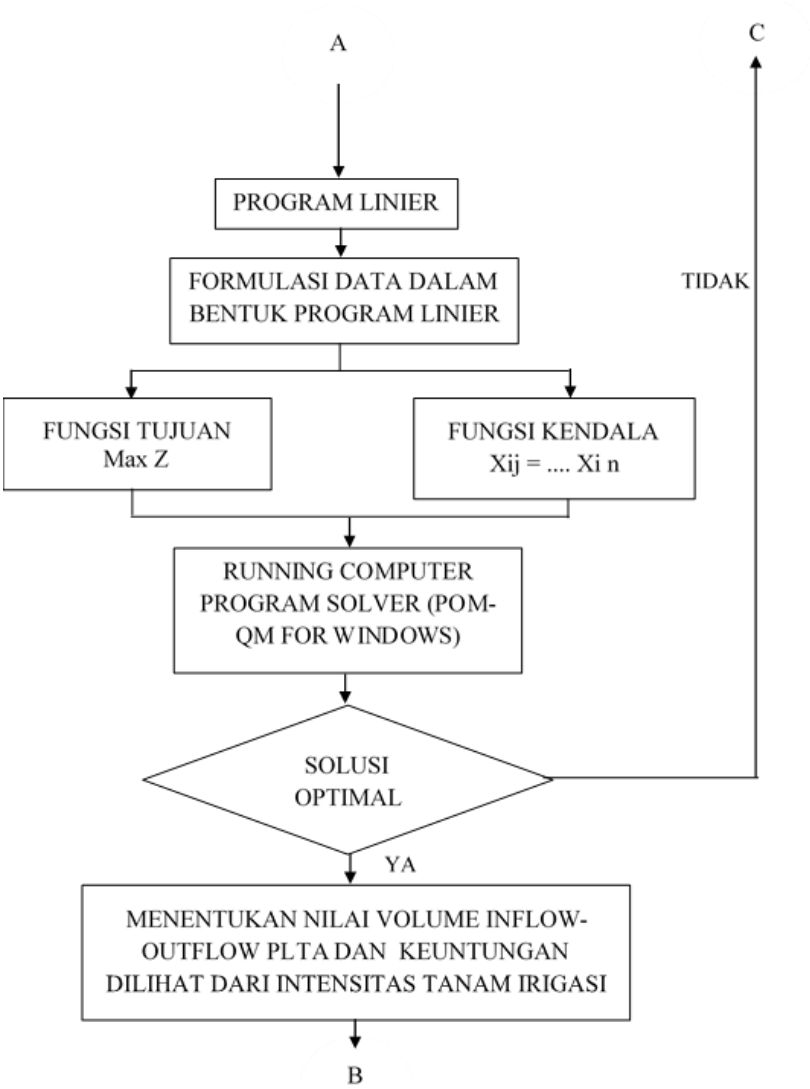 A
C
PROGRAM LINIER
FORMULASI DATA DALAM
BENTUK PROGRAM LINIER
TIDAK
FUNGSI TUJUAN
Max Z
FUNGSI KENDALA
Xij = .... Xi n
RUNNING COMPUTER
PROGRAM SOLVER (POM-
QM FOR WINDOWS)
SOLUSI
OPTIMAL
YA
MENENTUKAN NILAI VOLUME INFLOW-
OUTFLOW PLTA DAN KEUNTUNGAN
DILIHAT DARI INTENSITAS TANAM IRIGASI
B